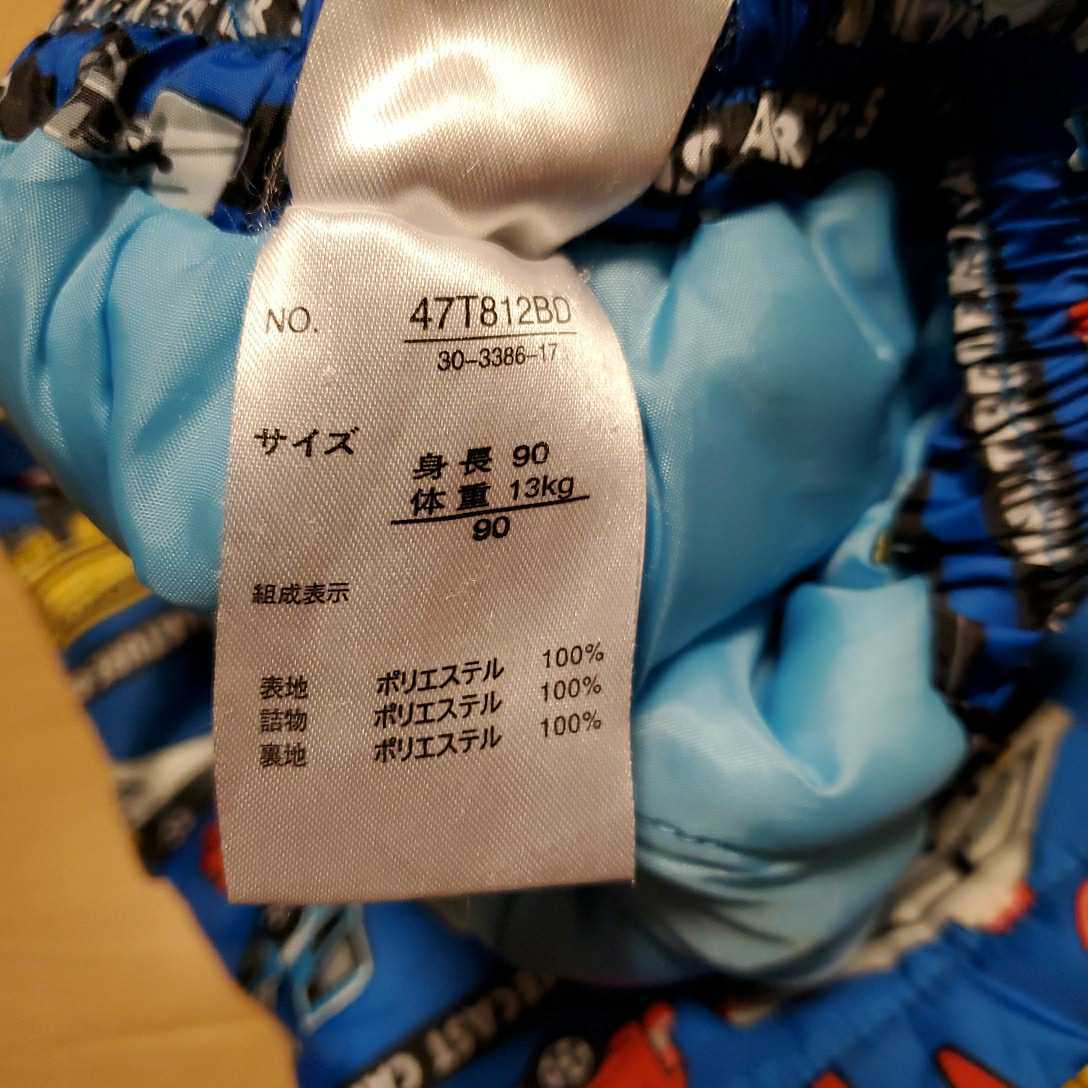 NO. 47T812BD
30-3386-17
サイズ
身長 90
体重 13kg
90
組成表示
表地 ポリエステル 100%
詰物 ポリエステル 100%
裏地 ポリエステル 100%
CAST CAR